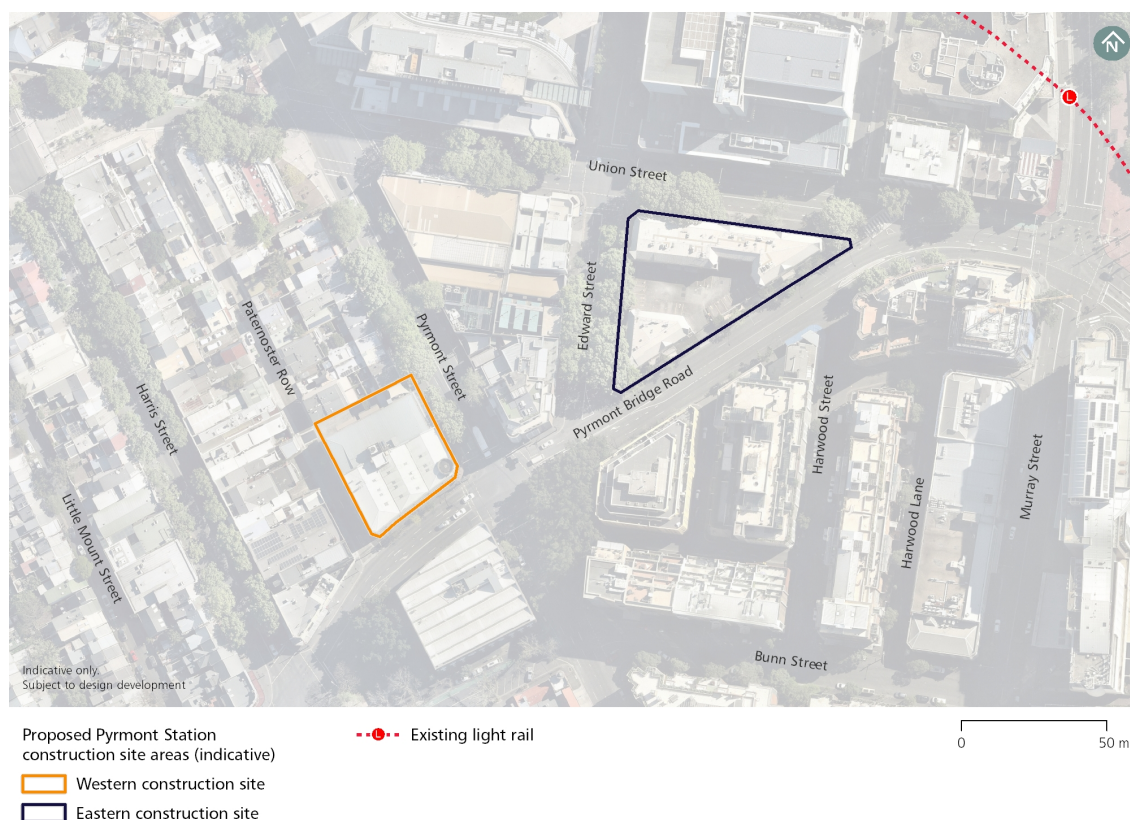 N
L
Union Street
Edward Street
Pyrmont Street
Paternoster Row
Harris Street
Little Mount Street
Pyrmont Bridge Road
Harwood Street
Harwood Lane
Murray Street
Bunn Street
Indicative only.
Subject to design development
Proposed Pyrmont Station
construction site areas (indicative)
Western construction site
Eastern construction site
L Existing light rail
0 50 m